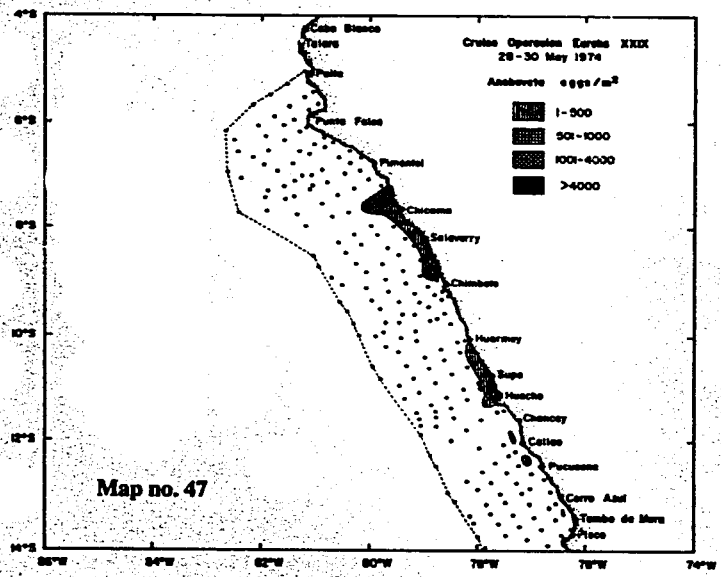 4°S
Cabo Blanco
Talara
Paita
Cruise Operacion Eureka XXIX
28-30 May 1974
Anchoveta eggs/m²
1-500
501-1000
1001-4000
>4000
6°S
Punta Falsa
Pimentel
8°S
Chicama
Salaverry
Chimbote
10°S
Huarmey
Supe
Huacho
Chancay
12°S
Callao
Pucusana
Map no. 47
Cerro Azul
Tambo de Mora
Pisco
14°S
86°W
84°W
82°W
80°W
78°W
76°W
74°W